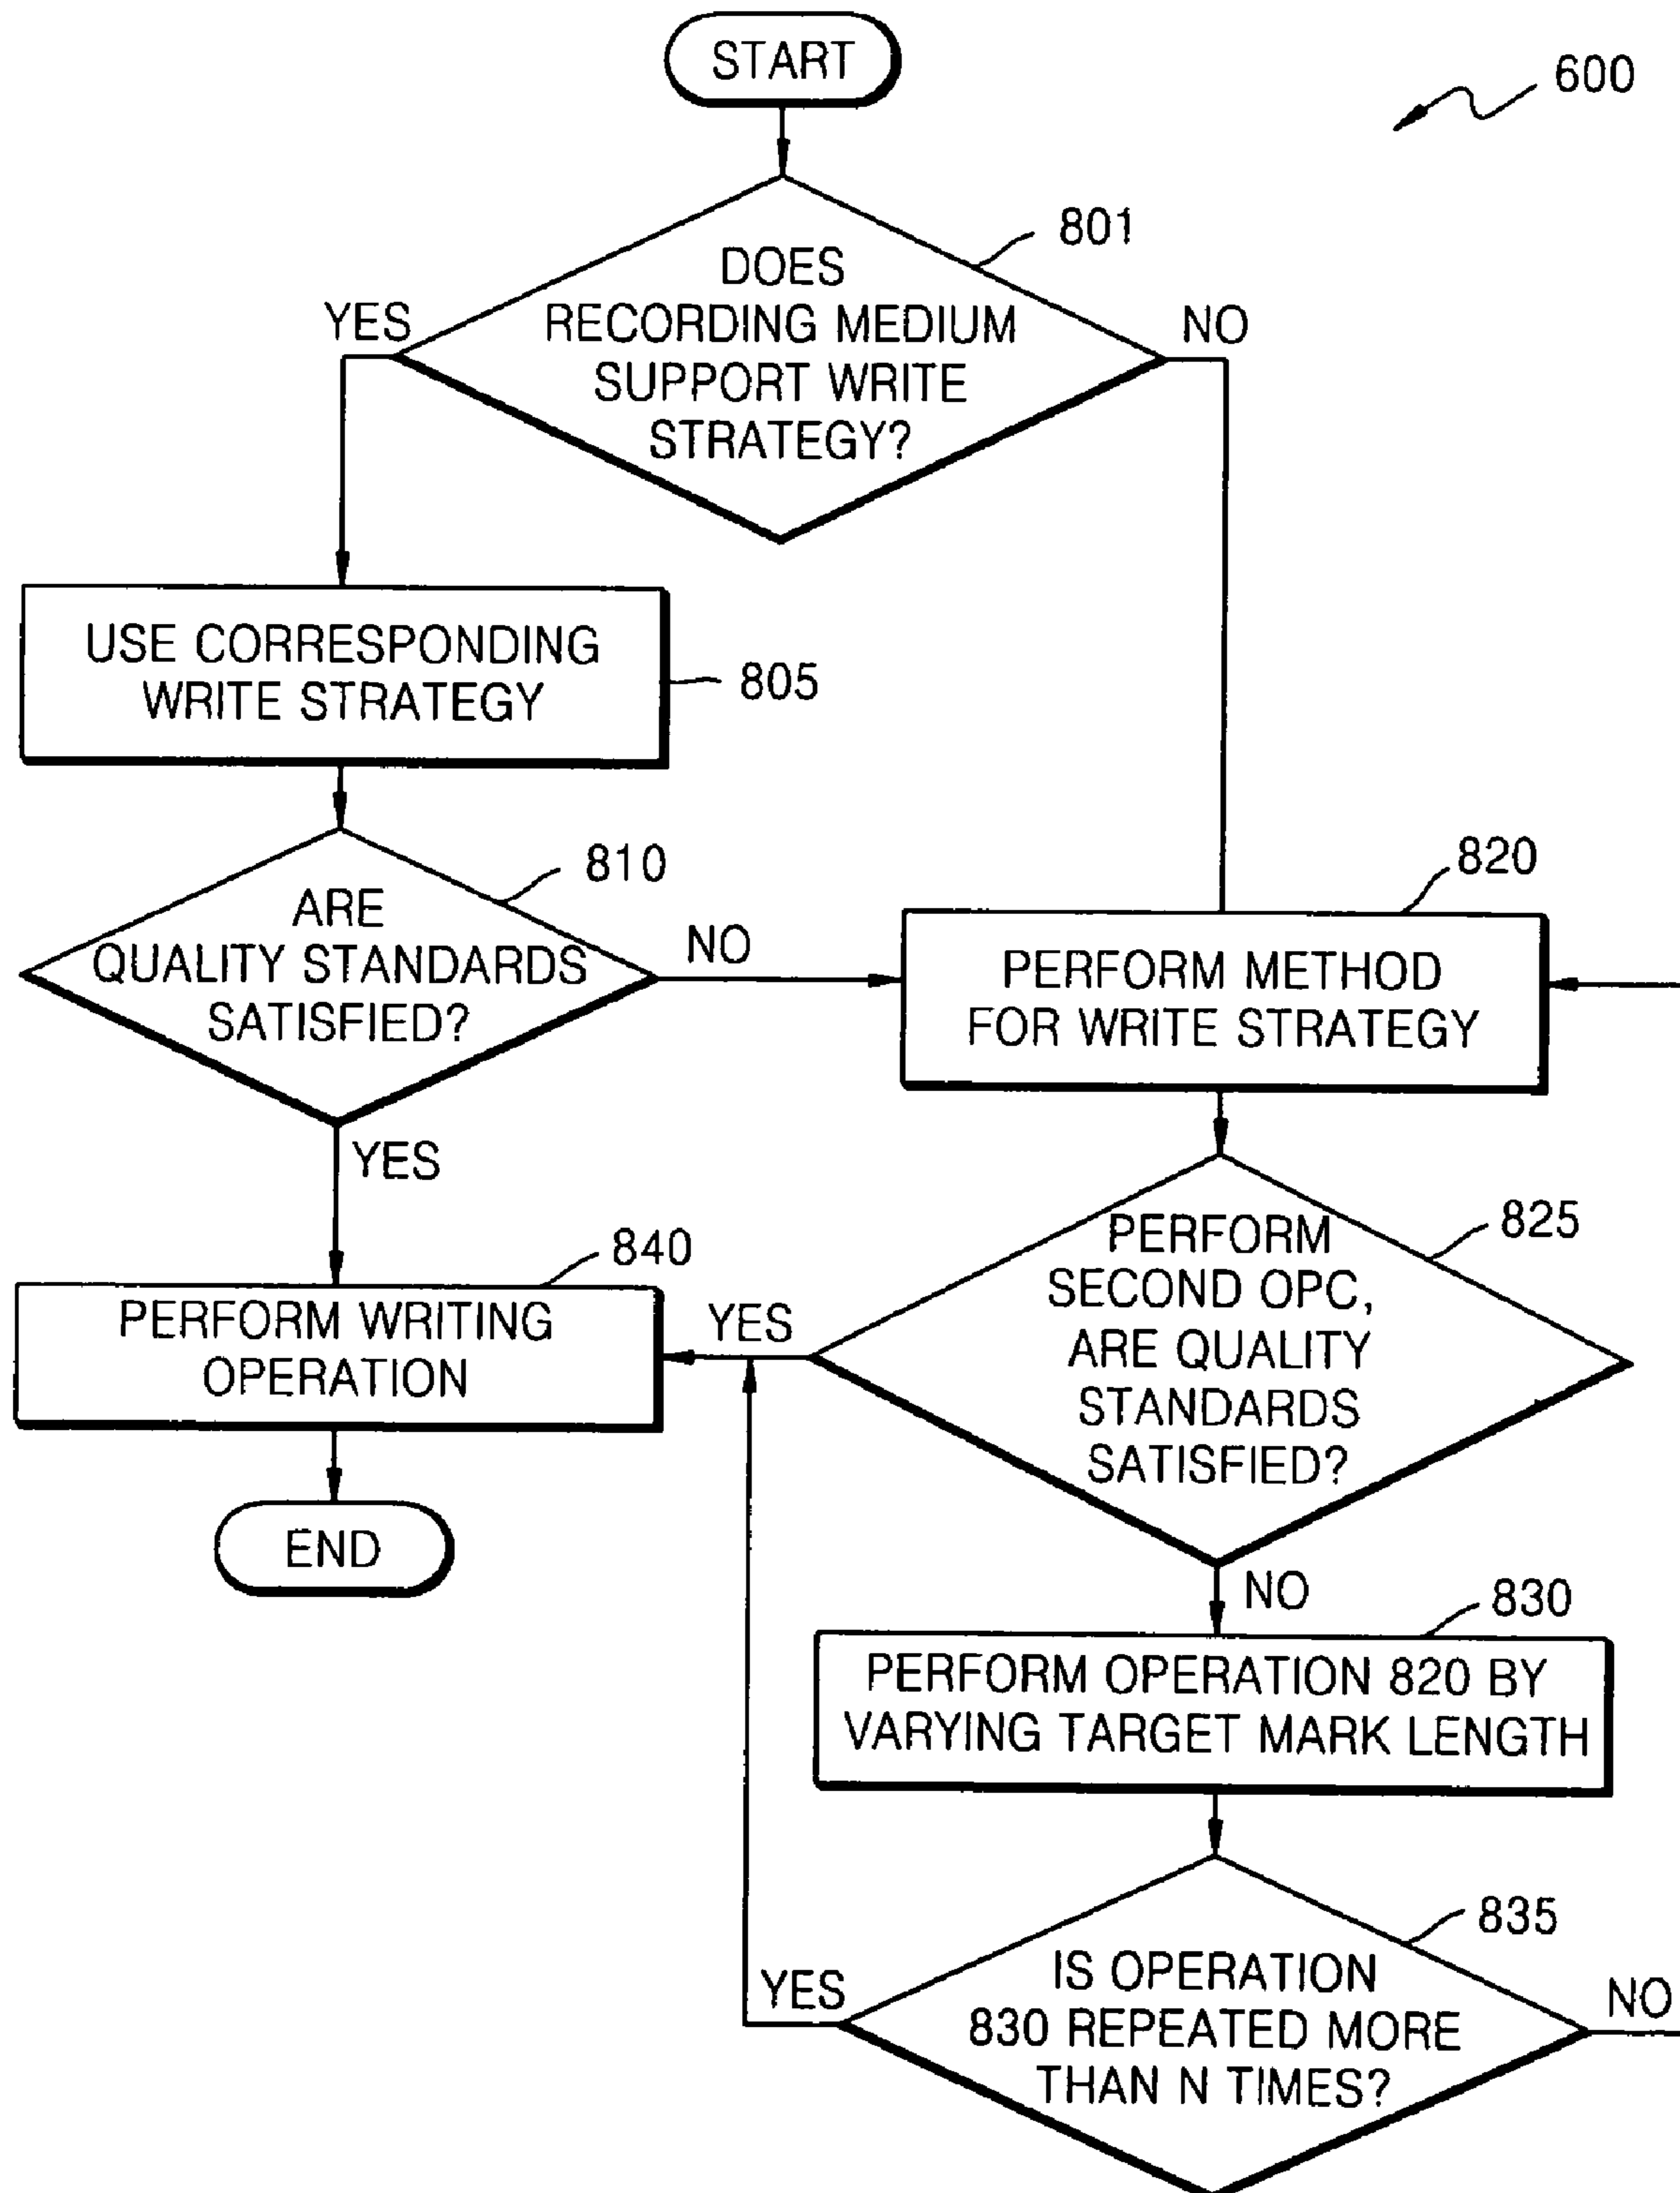 START
600
801
DOES
RECORDING MEDIUM
SUPPORT WRITE
STRATEGY?
YES
NO
USE CORRESPONDING
WRITE STRATEGY
805
810
ARE
QUALITY STANDARDS
SATISFIED?
NO
YES
820
PERFORM METHOD
FOR WRITE STRATEGY
825
PERFORM
SECOND OPC,
ARE QUALITY
STANDARDS
SATISFIED?
YES
NO
840
PERFORM WRITING
OPERATION
END
830
PERFORM OPERATION 820 BY
VARYING TARGET MARK LENGTH
835
IS OPERATION
830 REPEATED MORE
THAN N TIMES?
YES
NO